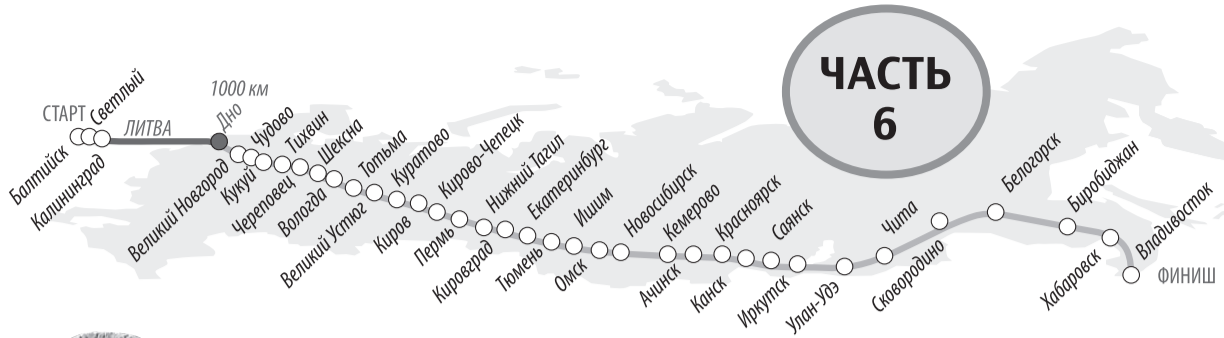 ЧАСТЬ
6
СТАРТ
Балтийск
Светлый
Калининград
ЛИТВА
1000 км
Дно
Великий Новгород
Чудово
Кукуй
Тихвин
Череповец
Шексна
Вологда
Тотьма
Великий Устюг
Куратово
Киров
Кирово-Чепецк
Пермь
Нижний Тагил
Кировград
Екатеринбург
Тюмень
Ишим
Омск
Новосибирск
Кемерово
Ачинск
Красноярск
Канск
Саянск
Иркутск
Улан-Удэ
Чита
Сковородино
Белогорск
Биробиджан
Хабаровск
Владивосток
ФИНИШ